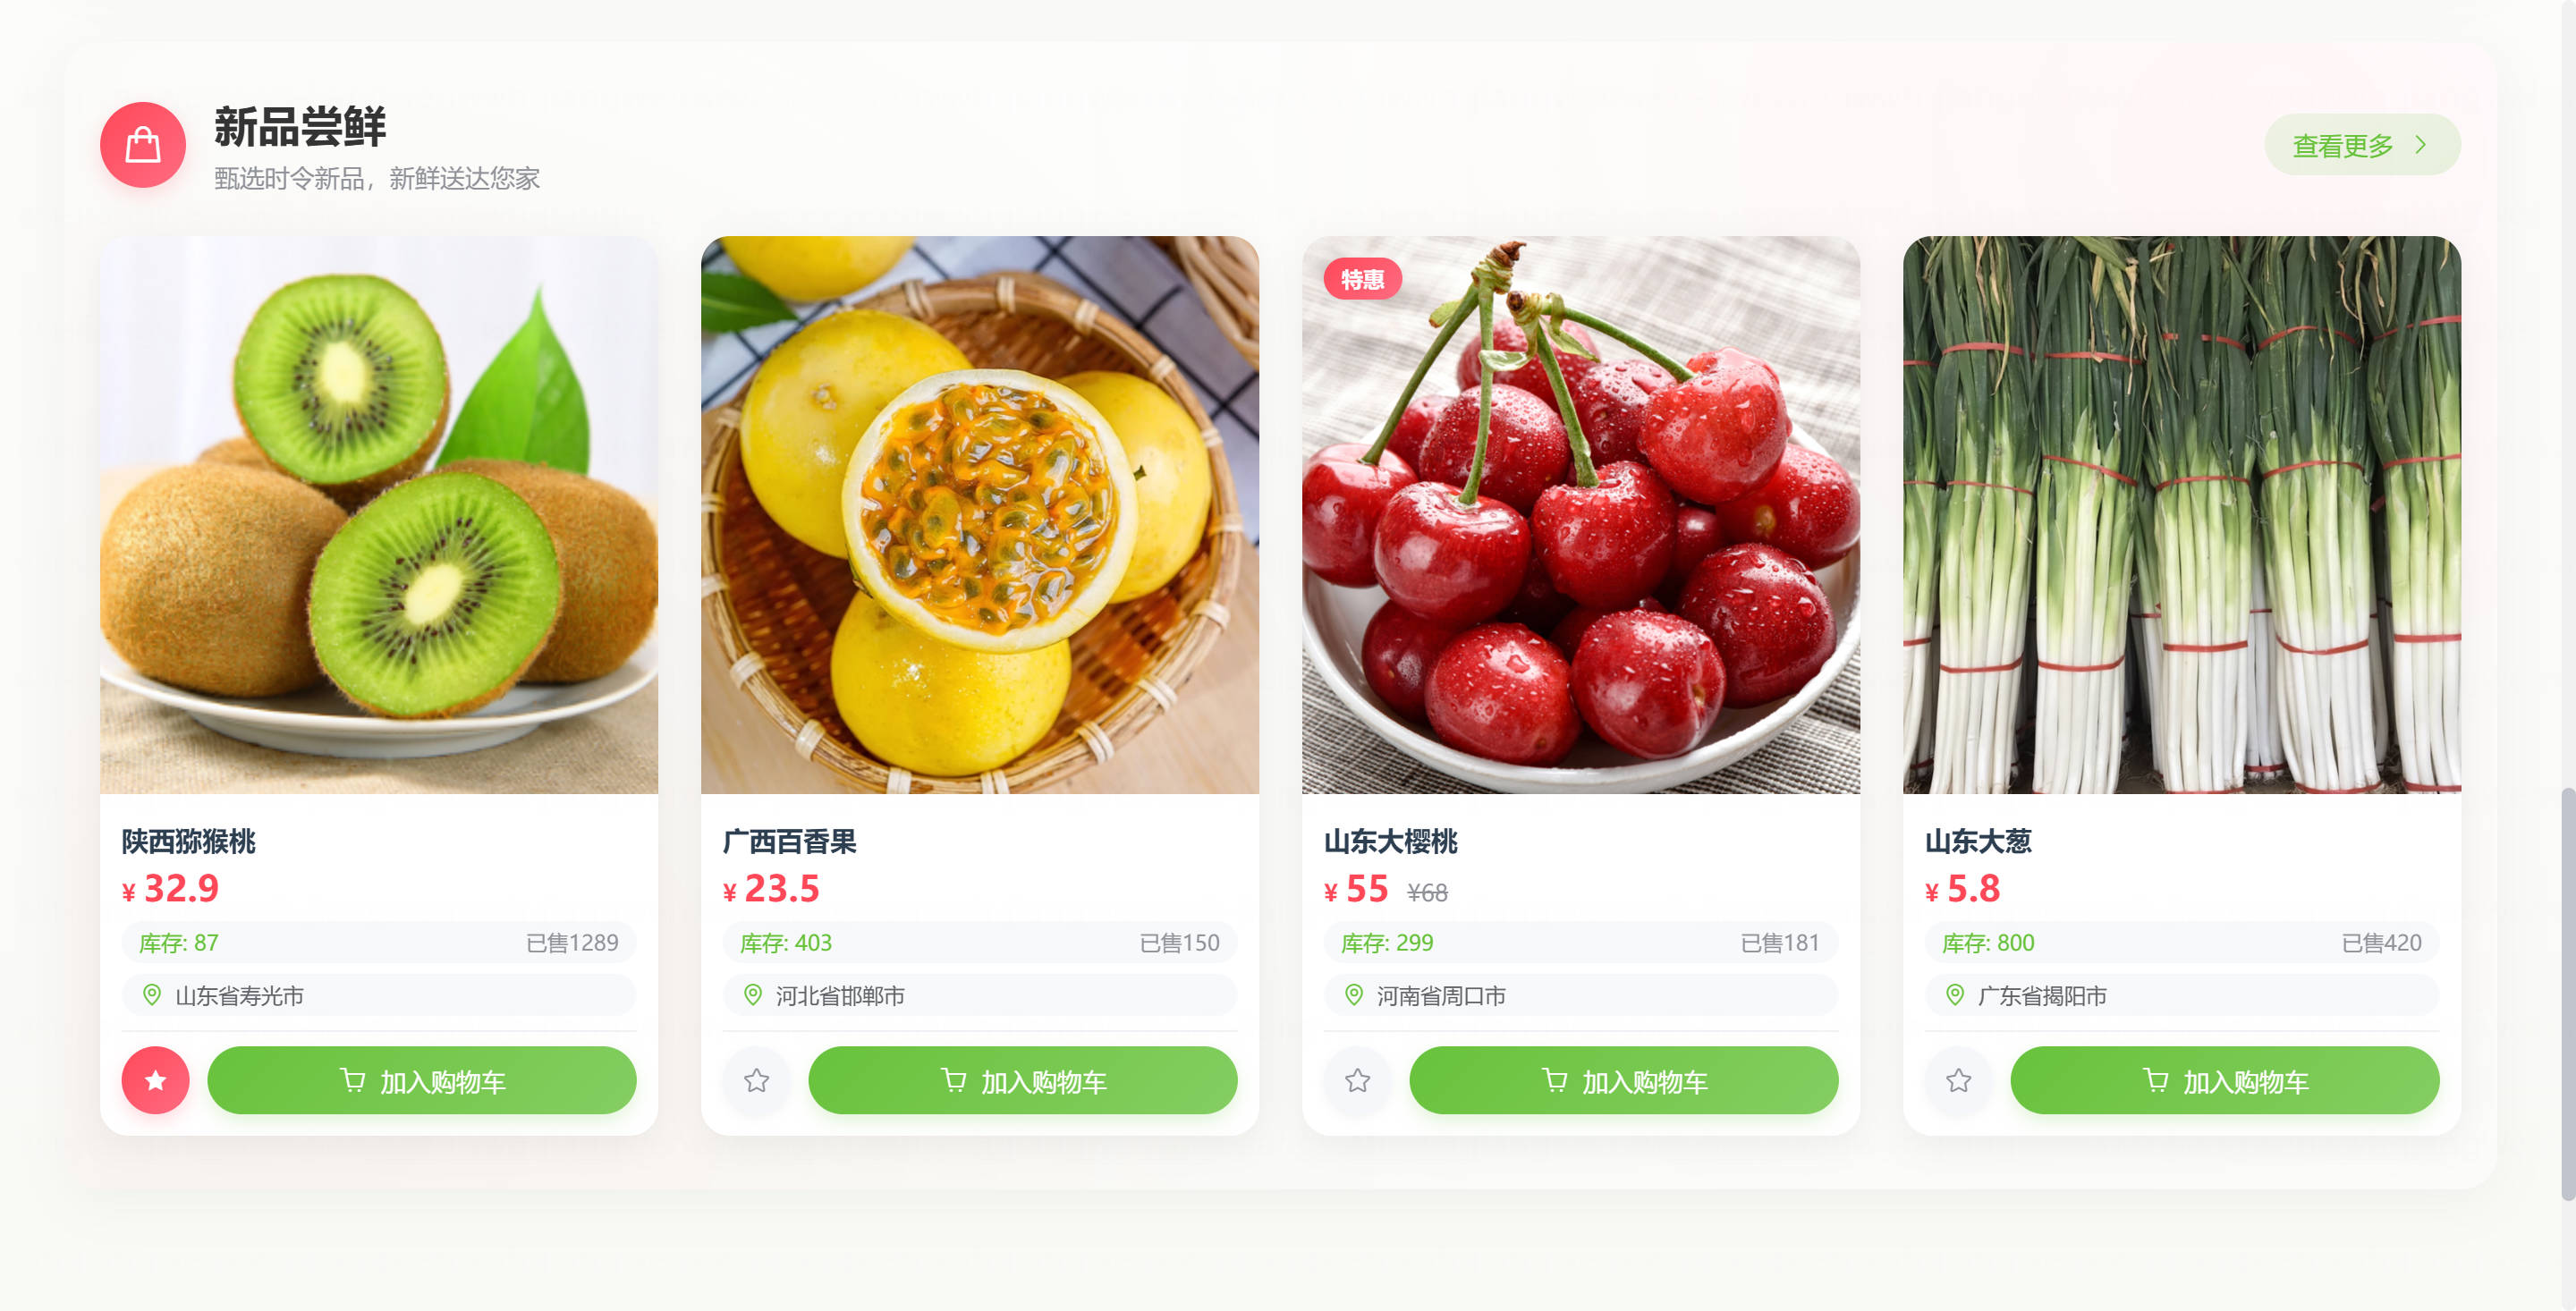 新品尝鲜
甄选时令新品，新鲜送达您家
查看更多
特惠
陕西猕猴桃
¥ 32.9
库存: 87 已售1289
山东省寿光市
加入购物车
广西百香果
¥ 23.5
库存: 403 已售150
河北省邯郸市
加入购物车
山东大樱桃
¥ 55 ¥68
库存: 299 已售181
河南省周口市
加入购物车
山东大葱
¥ 5.8
库存: 800 已售420
广东省揭阳市
加入购物车